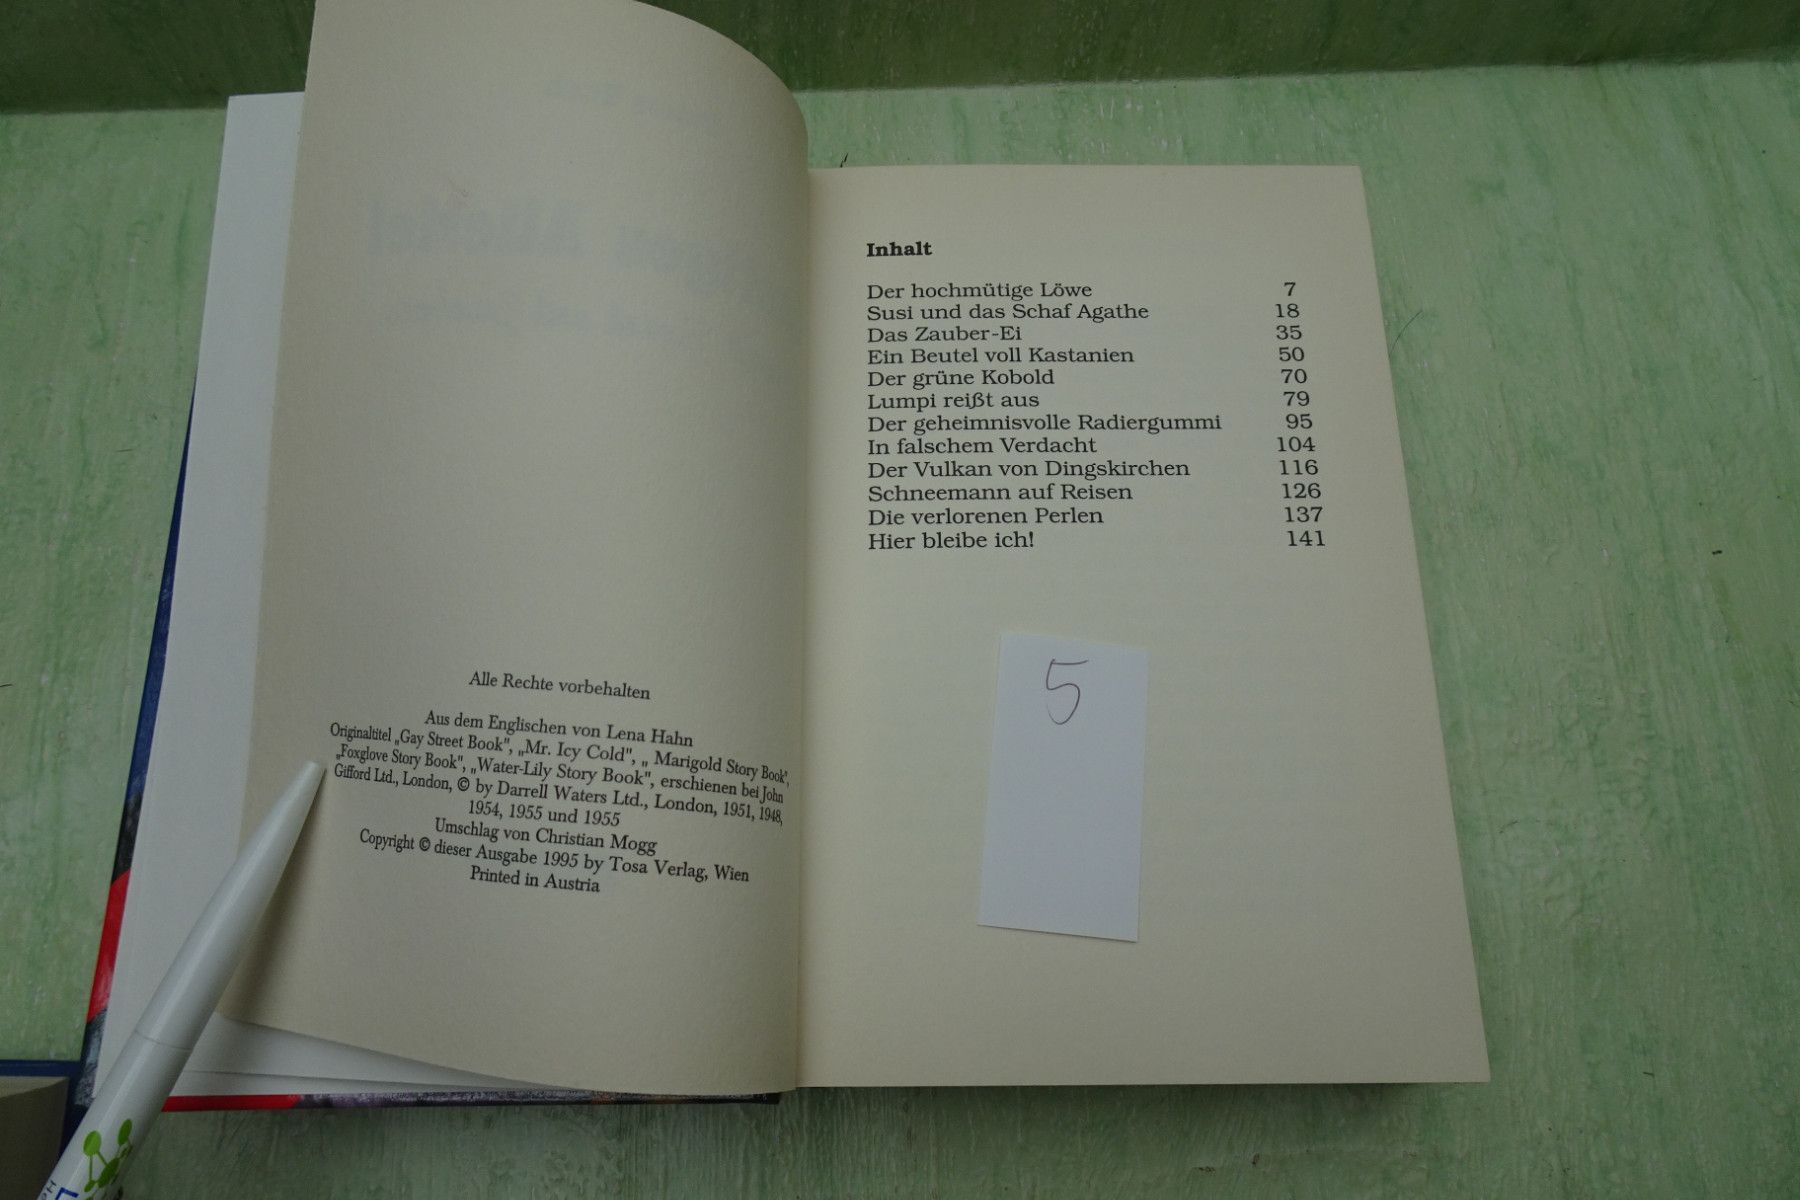 Alle Rechte vorbehalten
Aus dem Englischen von Lena Hahn
Originaltitel „Gay Street Book", „Mr. Icy Cold", „ Marigold Story Book",
„Foxglove Story Book", „Water-Lily Story Book", erschienen bei John
Gifford Ltd., London, © by Darrell Waters Ltd., London, 1951, 1948,
1954, 1955 und 1955
Umschlag von Christian Mogg
Copyright © dieser Ausgabe 1995 by Tosa Verlag, Wien
Printed in Austria
Inhalt
Der hochmütige Löwe 7
Susi und das Schaf Agathe 18
Das Zauber-Ei 35
Ein Beutel voll Kastanien 50
Der grüne Kobold 70
Lumpi reißt aus 79
Der geheimnisvolle Radiergummi 95
In falschem Verdacht 104
Der Vulkan von Dingskirchen 116
Schneemann auf Reisen 126
Die verlorenen Perlen 137
Hier bleibe ich! 141
5